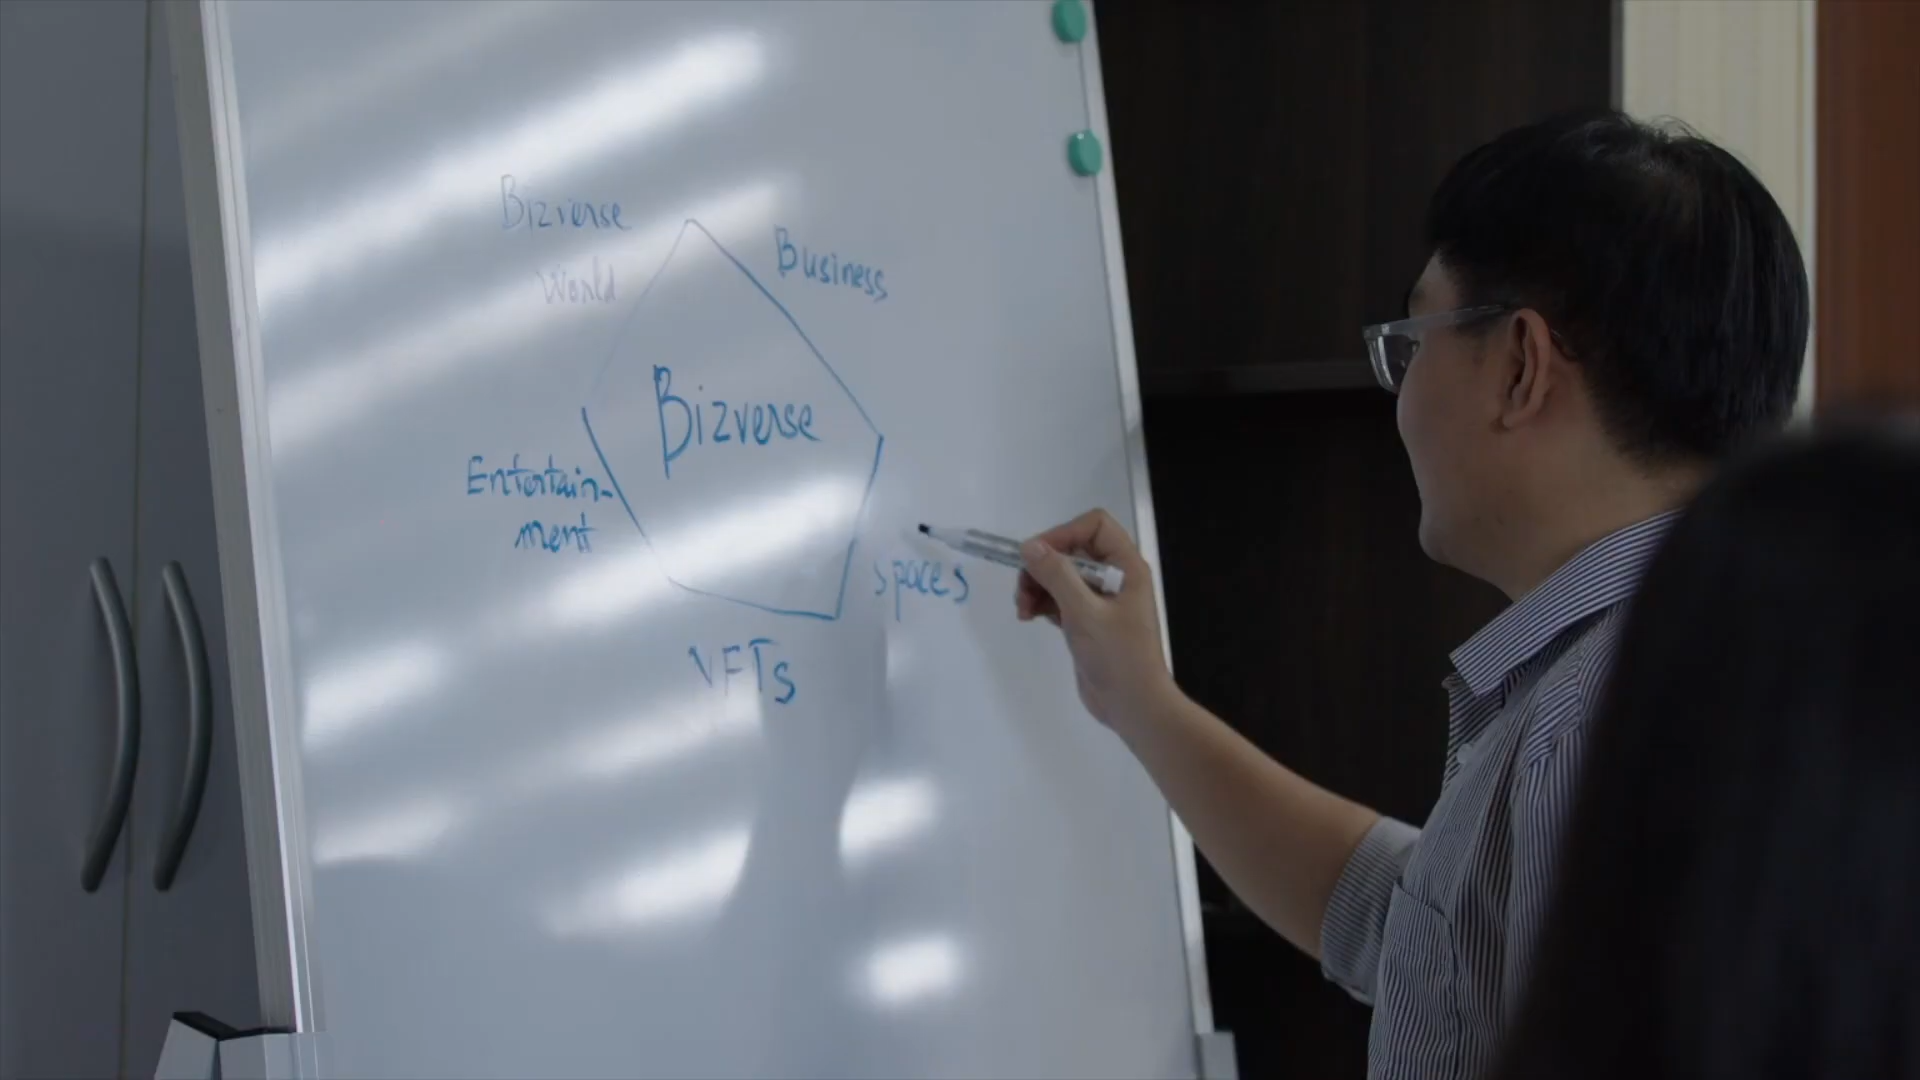 Bizverse
World
Business
Bizverse
Entertain-
ment
spaces
NFTs